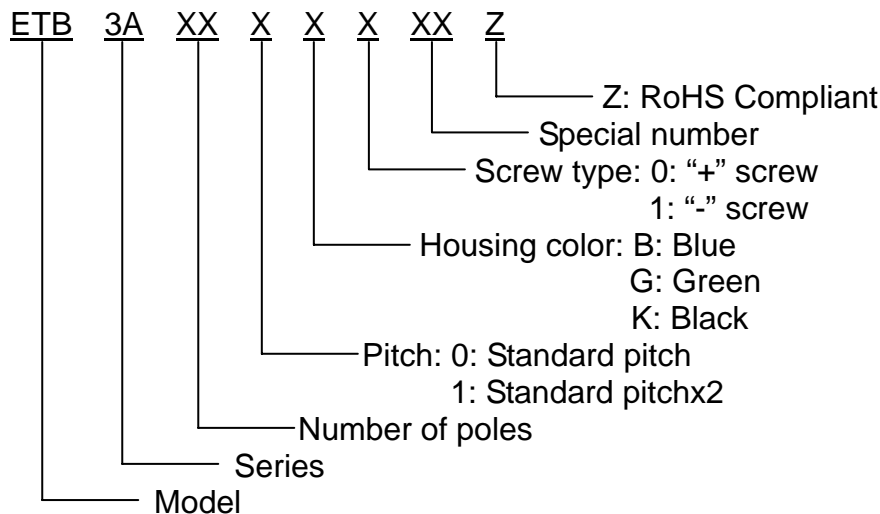 ETB 3A XX X X X XX Z
Z: RoHS Compliant
Special number
Screw type: 0: “+” screw
1: “-” screw
Housing color: B: Blue
G: Green
K: Black
Pitch: 0: Standard pitch
1: Standard pitchx2
Number of poles
Series
Model